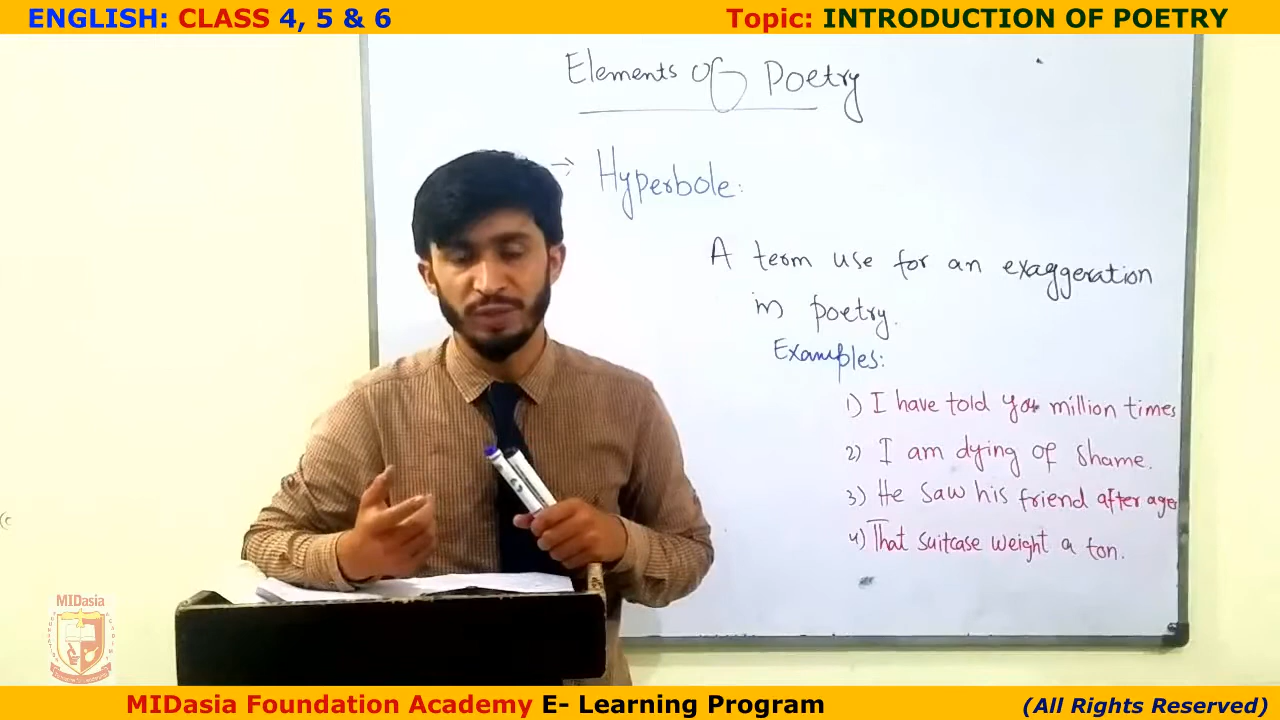 ENGLISH: CLASS 4, 5 & 6
Topic: INTRODUCTION OF POETRY
Elements of Poetry
→ Hyperbole:
A term use for an exaggeration
in poetry.
Examples:
1) I have told you million times
2) I am dying of shame.
3) He saw his friend after ages
4) That suitcase weight a ton.
MIDasia
MIDasia Foundation Academy E- Learning Program
(All Rights Reserved)